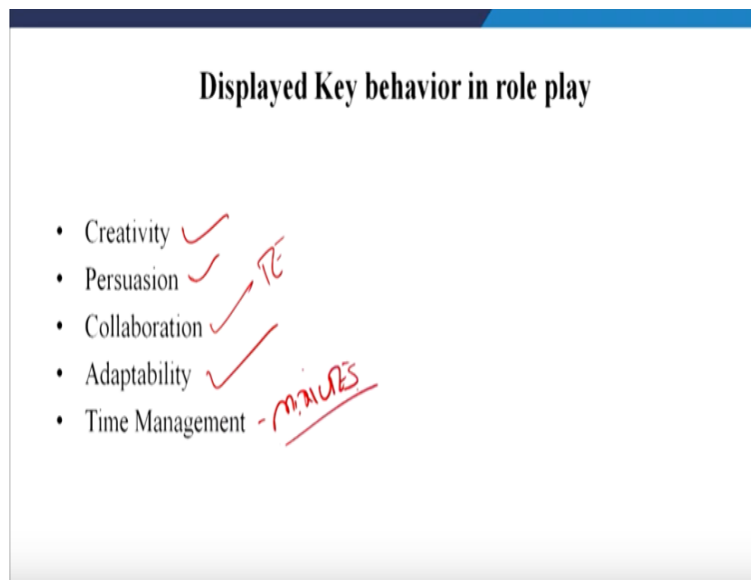 Displayed Key behavior in role play
• Creativity
• Persuasion
• Collaboration
• Adaptability
• Time Management - MINUTES